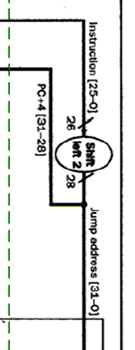 Instruction [25–0]
26
Shift
left 2
28
PC+4 [31–28]
Jump address [31–0]